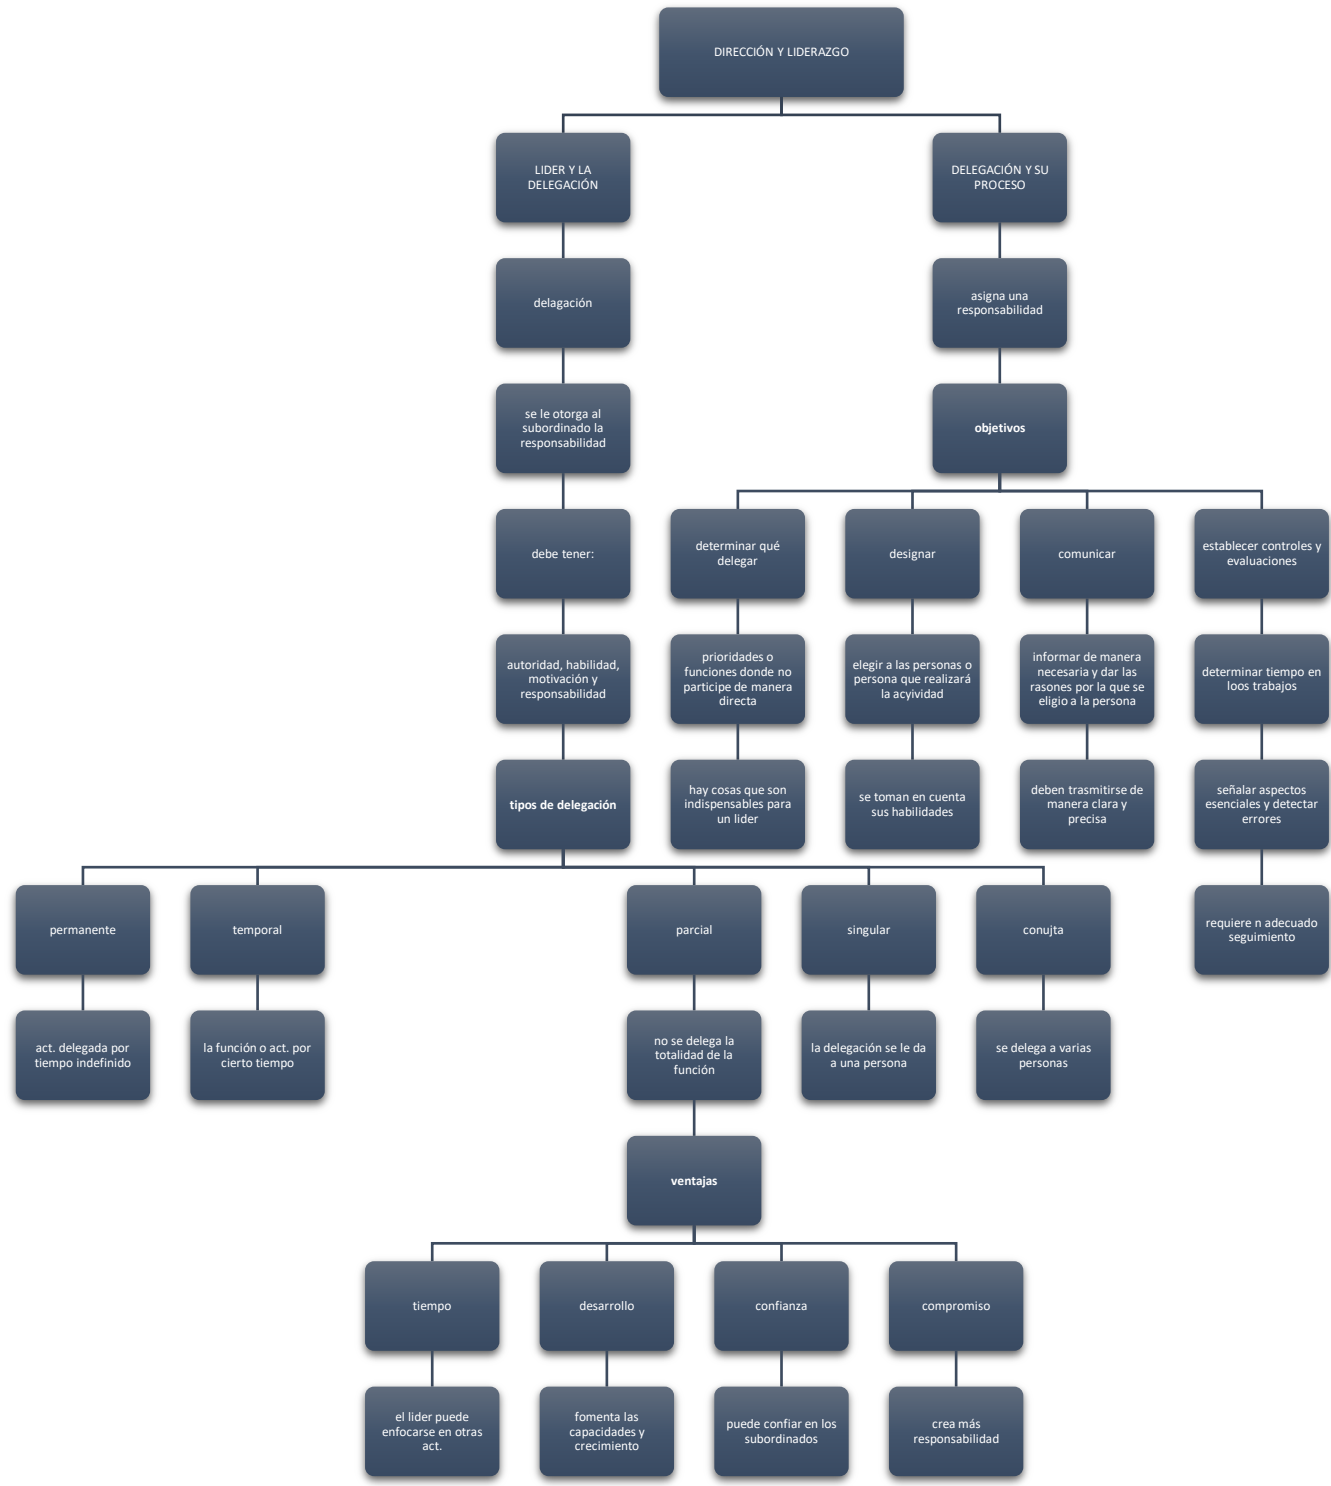 DIRECCIÓN Y LIDERAZGO
LIDER Y LA
DELEGACIÓN
DELEGACIÓN Y SU
PROCESO
delagación
asigna una
responsabilidad
se le otorga al
subordinado la
responsabilidad
objetivos
debe tener:
determinar qué
delegar
designar
comunicar
establecer controles y
evaluaciones
autoridad, habilidad,
motivación y
responsabilidad
prioridades o
funciones donde no
participe de manera
directa
elegir a las personas o
persona que realizará
la acyividad
informar de manera
necesaria y dar las
rasones por la que se
eligio a la persona
determinar tiempo en
loos trabajos
tipos de delegación
hay cosas que son
indispensables para
un lider
se toman en cuenta
sus habilidades
deben trasmitirse de
manera clara y
precisa
señalar aspectos
esenciales y detectar
errores
permanente
temporal
parcial
singular
conujta
requiere n adecuado
seguimiento
act. delegada por
tiempo indefinido
la función o act. por
cierto tiempo
no se delega la
totalidad de la
función
la delegación se le da
a una persona
se delega a varias
personas
ventajas
tiempo
desarrollo
confianza
compromiso
el lider puede
enfocarse en otras
act.
fomenta las
capacidades y
crecimiento
puede confiar en los
subordinados
crea más
responsabilidad